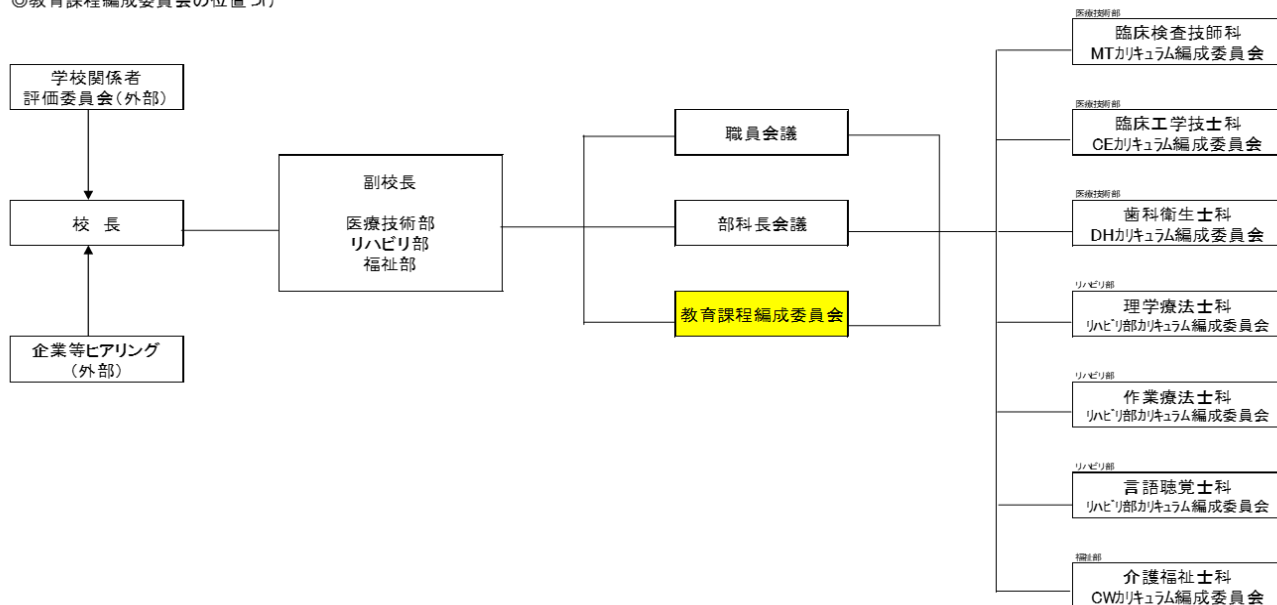 ◎教育課程編成委員会の位置づけ
学校関係者
評価委員会(外部)
校 長
企業等ヒアリング
(外部)
副校長
医療技術部
リハビリ部
福祉部
職員会議
部科長会議
教育課程編成委員会
医療技術部
臨床検査技師科
MTカリキュラム編成委員会
医療技術部
臨床工学技士科
CEカリキュラム編成委員会
医療技術部
歯科衛生士科
DHカリキュラム編成委員会
リハビリ部
理学療法士科
リハビリ部カリキュラム編成委員会
リハビリ部
作業療法士科
リハビリ部カリキュラム編成委員会
リハビリ部
言語聴覚士科
リハビリ部カリキュラム編成委員会
福祉部
介護福祉士科
CWカリキュラム編成委員会